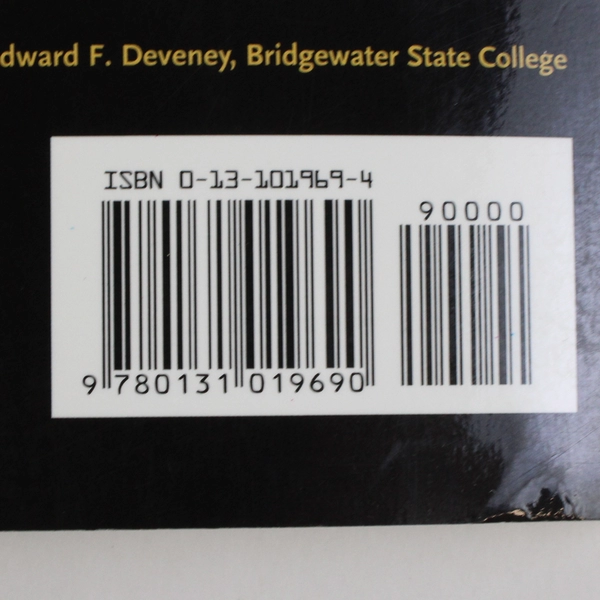 dward F. Deveney, Bridgewater State College
ISBN 0-13-101969-4
90000
9 780131 019690